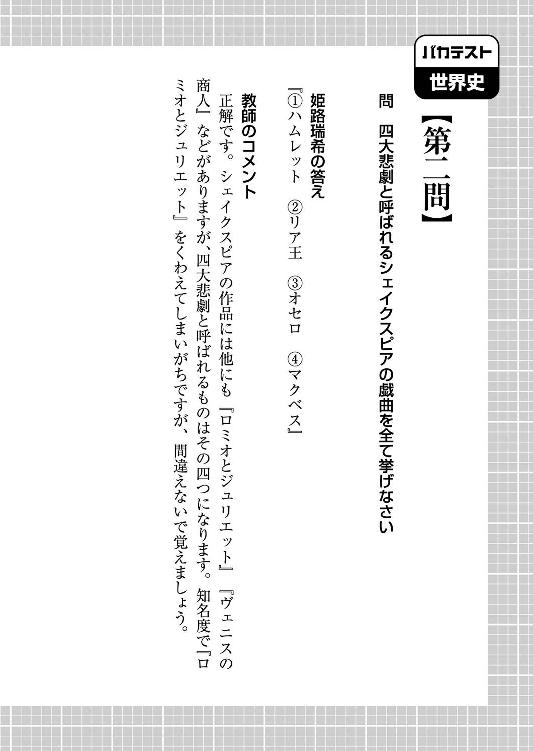 バカテスト
世界史
【第二問】
問　四大悲劇と呼ばれるシェイクスピアの戯曲を全て挙げなさい
姫路瑞希の答え
『①ハムレット　②リア王　③オセロ　④マクベス』
教師のコメント
正解です。シェイクスピアの作品には他にも『ロミオとジュリエット』『ヴェニスの
商人』などがありますが、四大悲劇と呼ばれるものはその四つになります。知名度で『ロ
ミオとジュリエット』をくわえてしまいがちですが、間違えないで覚えましょう。